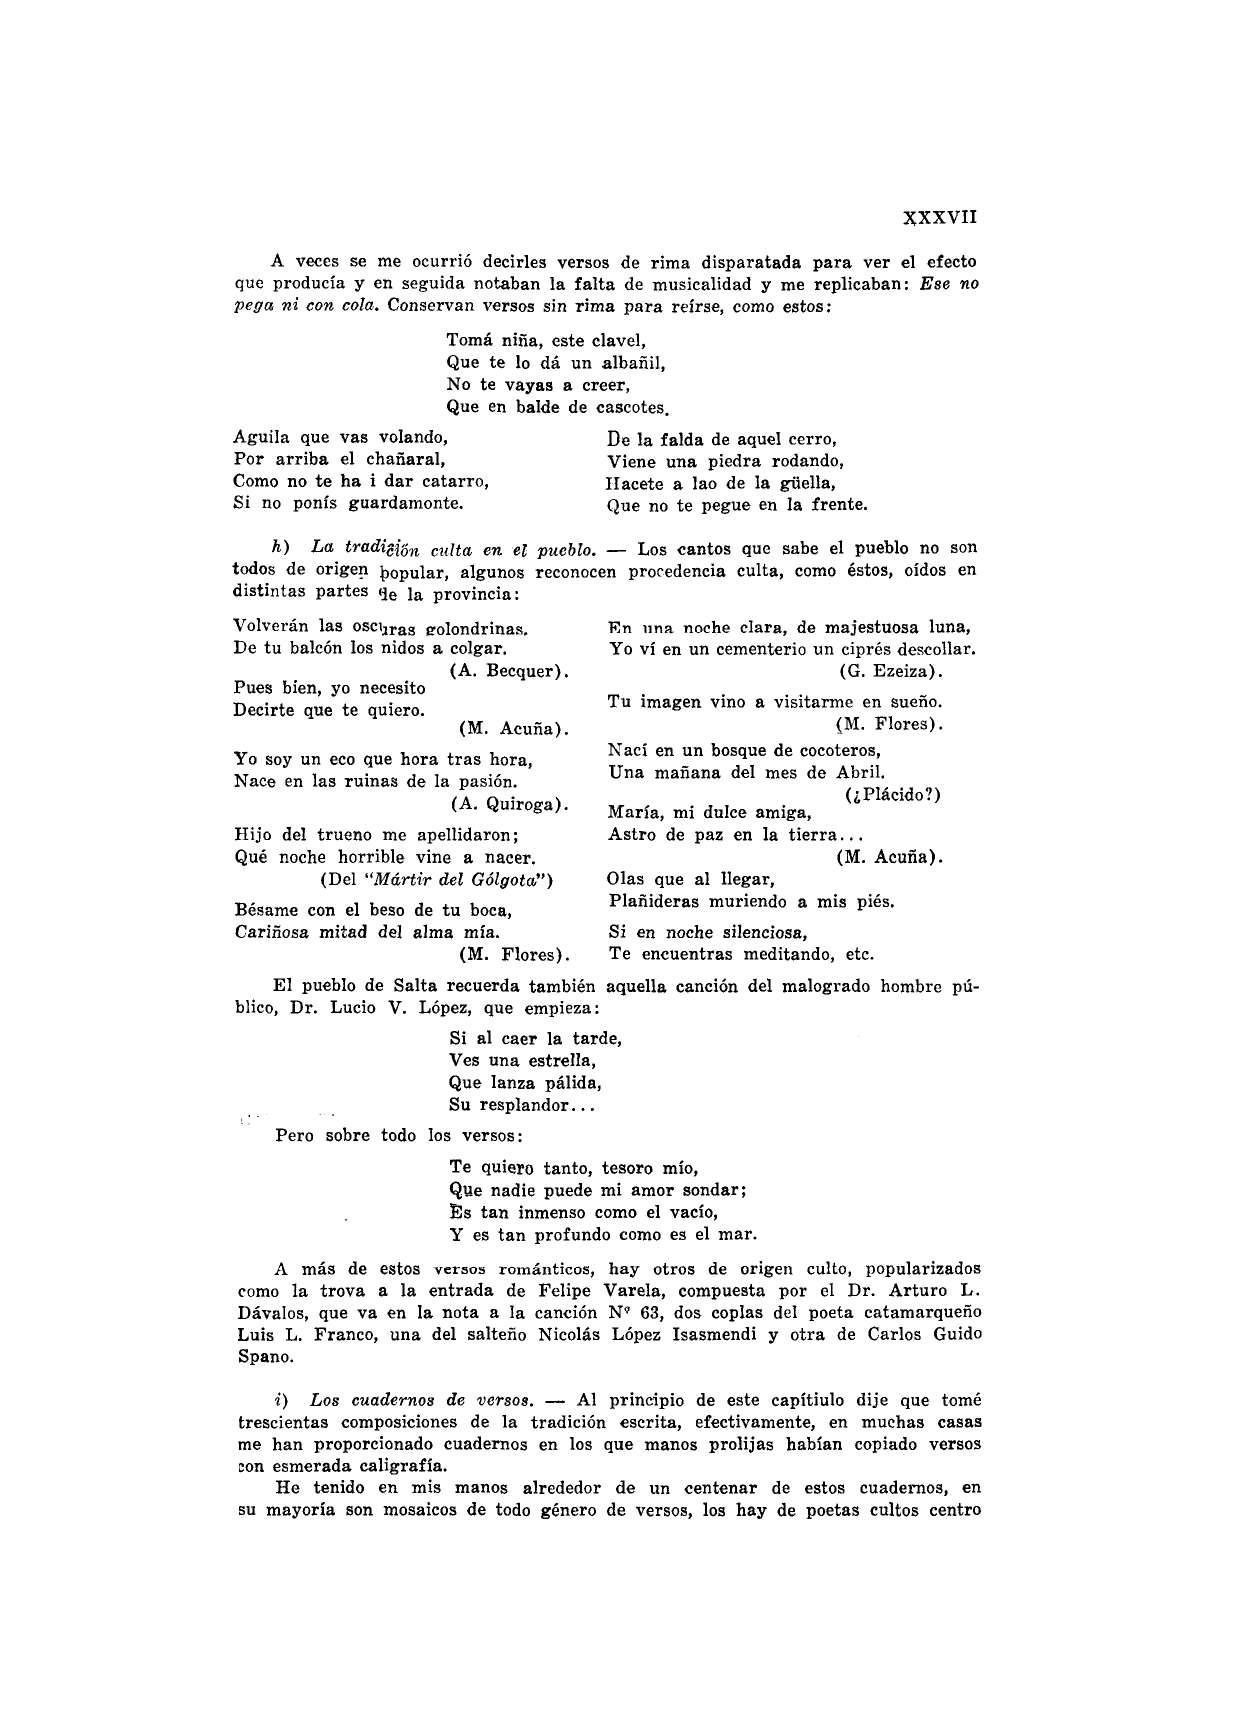 XXXVII
A veces se me ocurrió decirles versos de rima disparatada para ver el efecto
que producía y en seguida notaban la falta de musicalidad y me replicaban: Ese no
pega ni con cola. Conservan versos sin rima para reírse, como estos:
Tomá niña, este clavel,
Que te lo dá un albañil,
No te vayas a creer,
Que en balde de cascotes.
Aguila que vas volando,
Por arriba el chañaral,
Como no te ha i dar catarro,
Si no ponís guardamonte.
De la falda de aquel cerro,
Viene una piedra rodando,
Hacete a lao de la güella,
Que no te pegue en la frente.
h) La tradición culta en el pueblo. — Los cantos que sabe el pueblo no son
todos de origen popular, algunos reconocen procedencia culta, como éstos, oídos en
distintas partes de la provincia:
Volverán las oscuras golondrinas.
De tu balcón los nidos a colgar.
(A. Becquer).
Pues bien, yo necesito
Decirte que te quiero.
(M. Acuña).
Yo soy un eco que hora tras hora,
Nace en las ruinas de la pasión.
(A. Quiroga).
Hijo del trueno me apellidaron;
Qué noche horrible vine a nacer.
(Del “Mártir del Gólgota”)
Bésame con el beso de tu boca,
Cariñosa mitad del alma mía.
(M. Flores).
En una noche clara, de majestuosa luna,
Yo ví en un cementerio un ciprés descollar.
(G. Ezeiza).
Tu imagen vino a visitarme en sueño.
(M. Flores).
Nací en un bosque de cocoteros,
Una mañana del mes de Abril.
(¿Plácido?)
María, mi dulce amiga,
Astro de paz en la tierra...
(M. Acuña).
Olas que al llegar,
Plañideras muriendo a mis piés.
Si en noche silenciosa,
Te encuentras meditando, etc.
El pueblo de Salta recuerda también aquella canción del malogrado hombre pú-
blico, Dr. Lucio V. López, que empieza:
Si al caer la tarde,
Ves una estrella,
Que lanza pálida,
Su resplandor...
Pero sobre todo los versos:
Te quiero tanto, tesoro mío,
Que nadie puede mi amor sondar;
Es tan inmenso como el vacío,
Y es tan profundo como es el mar.
A más de estos versos románticos, hay otros de origen culto, popularizados
como la trova a la entrada de Felipe Varela, compuesta por el Dr. Arturo L.
Dávalos, que va en la nota a la canción Nº 63, dos coplas del poeta catamarqueño
Luis L. Franco, una del salteño Nicolás López Isasmendi y otra de Carlos Guido
Spano.
i) Los cuadernos de versos. — Al principio de este capítiulo dije que tomé
trescientas composiciones de la tradición escrita, efectivamente, en muchas casas
me han proporcionado cuadernos en los que manos prolijas habían copiado versos
con esmerada caligrafía.
He tenido en mis manos alrededor de un centenar de estos cuadernos, en
su mayoría son mosaicos de todo género de versos, los hay de poetas cultos centro